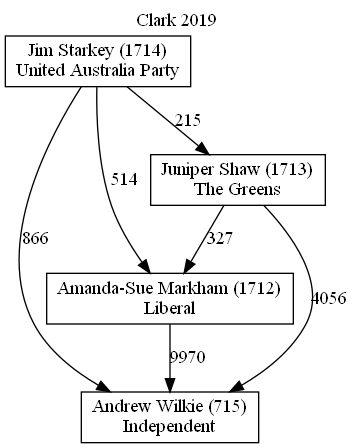 Clark 2019
Jim Starkey (1714)
United Australia Party
215
Juniper Shaw (1713)
The Greens
514
866
327
Amanda-Sue Markham (1712)
Liberal
4056
9970
Andrew Wilkie (715)
Independent